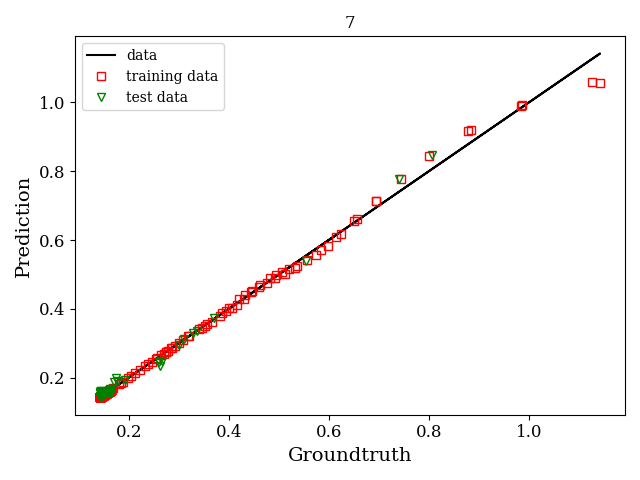 7
data
training data
test data
1.0
0.8
0.6
0.4
0.2
Prediction
0.2 0.4 0.6 0.8 1.0
Groundtruth